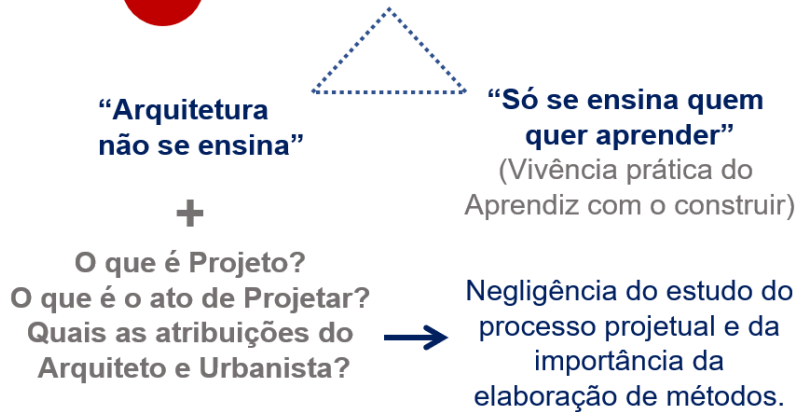 “Arquitetura
não se ensina”
+
O que é Projeto?
O que é o ato de Projetar?
Quais as atribuições do
Arquiteto e Urbanista?
“Só se ensina quem
quer aprender”
(Vivência prática do
Aprendiz com o construir)
Negligência do estudo do
processo projetual e da
importância da
elaboração de métodos.